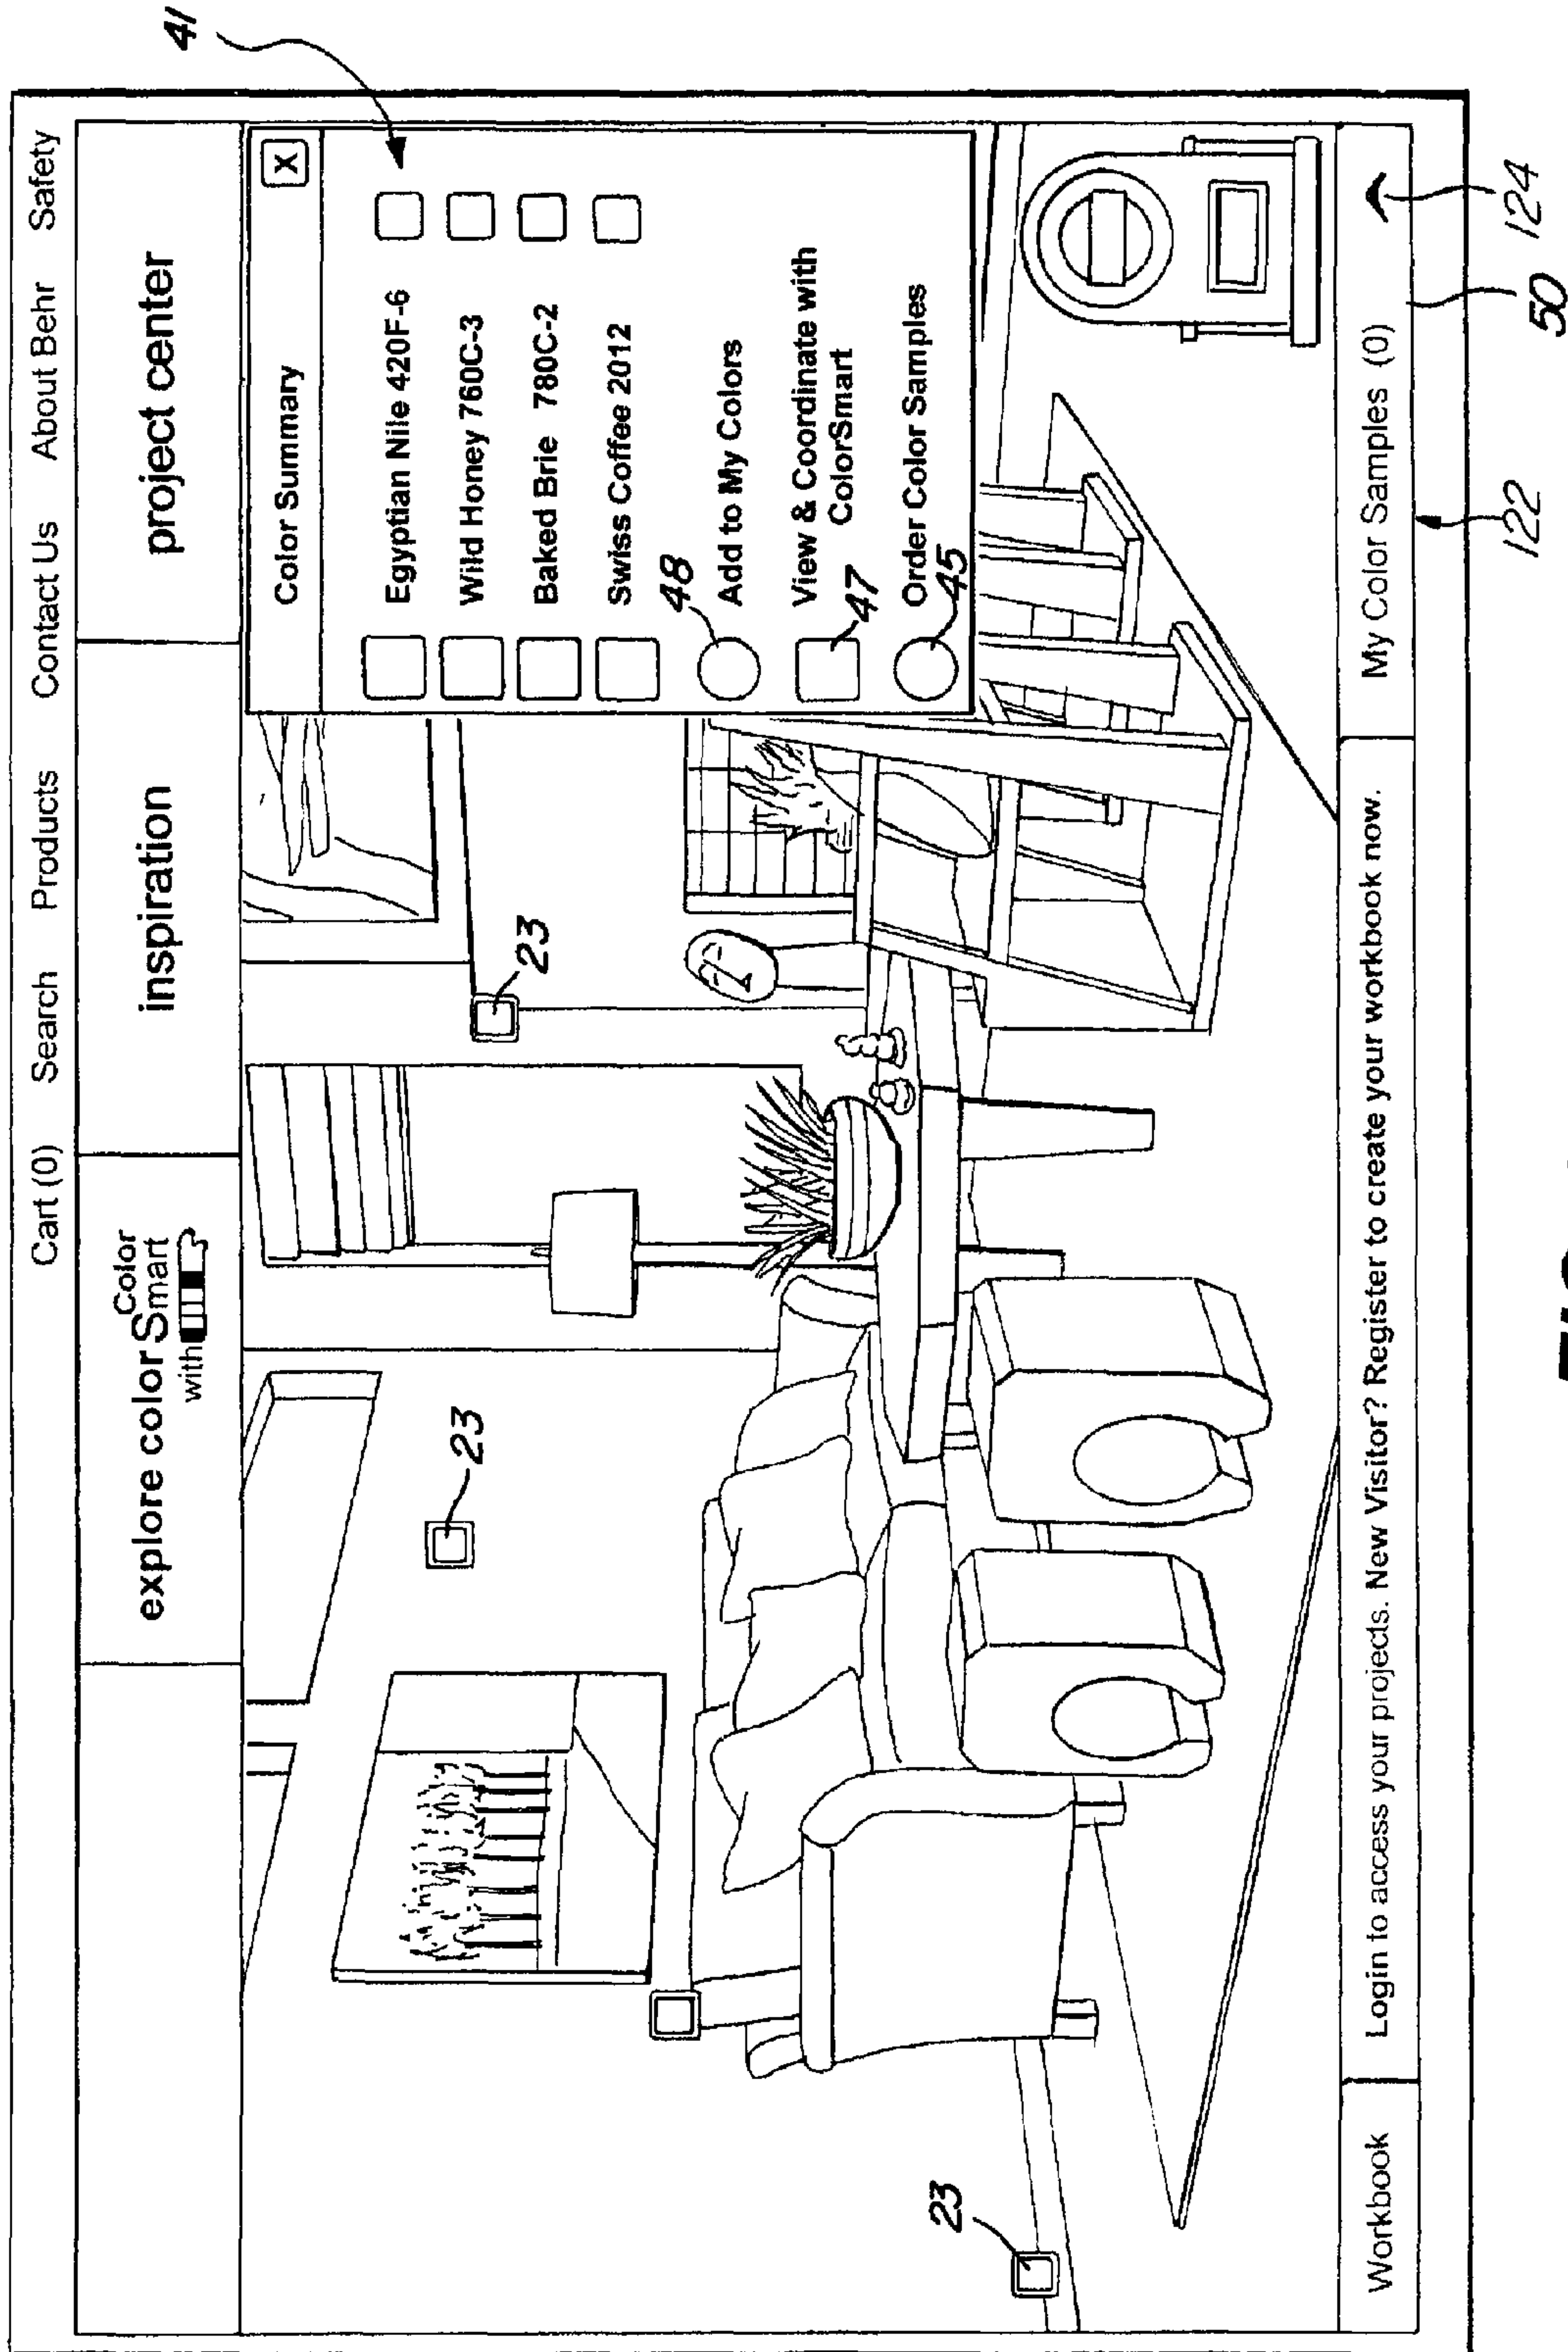 Cart (0) Search Products Contact Us About Behr Safety
explore color with Color Smart
inspiration
project center
Color Summary X
41
Egyptian Nile 420F-6
Wild Honey 760C-3
Baked Brie 780C-2
Swiss Coffee 2012
48
Add to My Colors
View & Coordinate with
ColorSmart
47
Order Color Samples
45
23
23
23
Workbook
Login to access your projects. New Visitor? Register to create your workbook now.
My Color Samples (0)
122
50
124